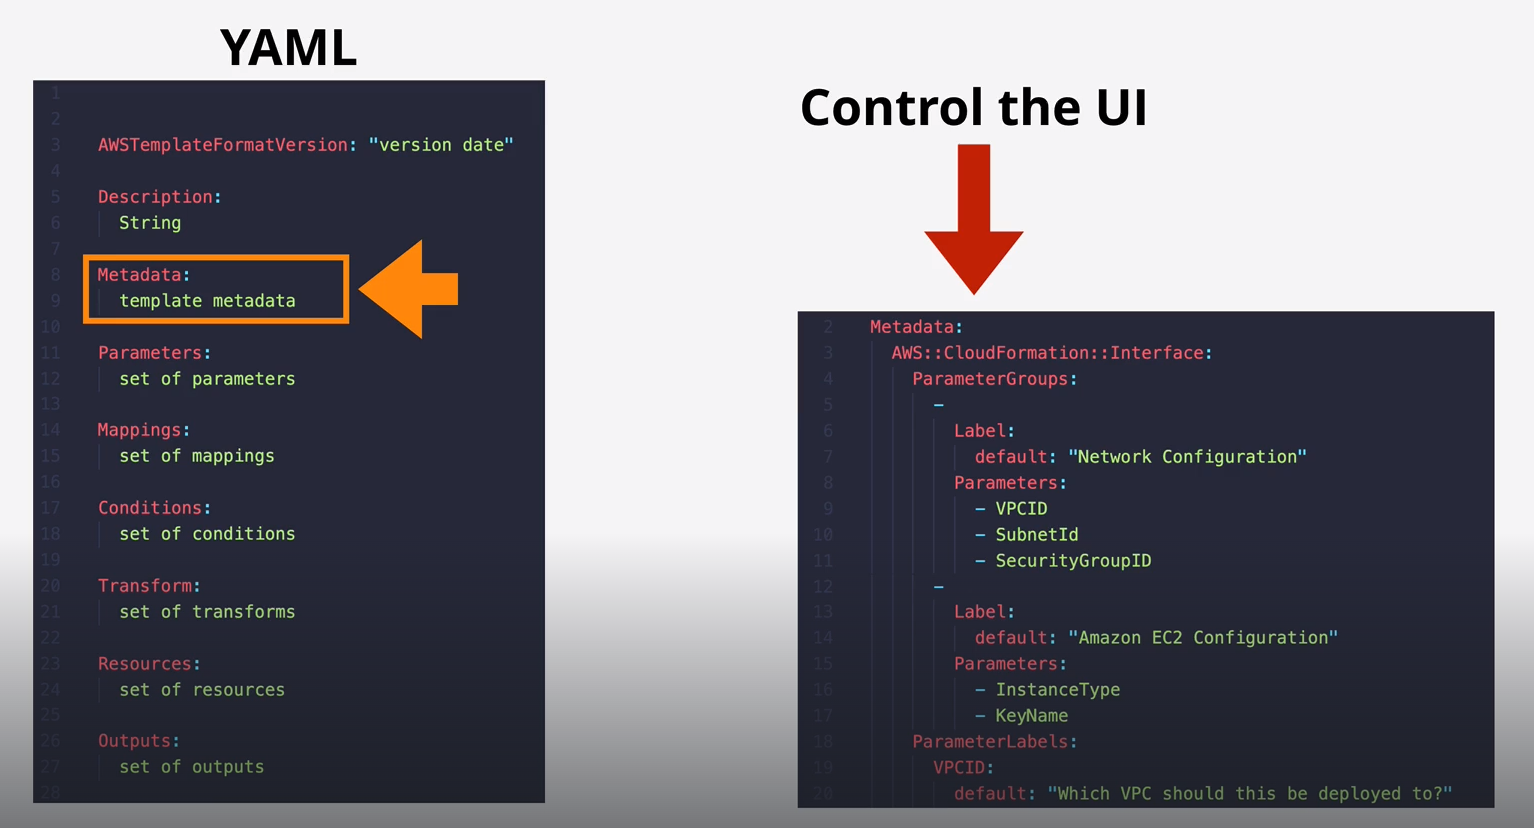 YAML
1
2
3 AWSTemplateFormatVersion: "version date"
4
5 Description:
6 String
7
8 Metadata:
9 template metadata
10
11 Parameters:
12 set of parameters
13
14 Mappings:
15 set of mappings
16
17 Conditions:
18 set of conditions
19
20 Transform:
21 set of transforms
22
23 Resources:
24 set of resources
25
26 Outputs:
27 set of outputs
28
Control the UI
2 Metadata:
3 AWS::CloudFormation::Interface:
4 ParameterGroups:
5 -
6 Label:
7 default: "Network Configuration"
8 Parameters:
9 - VPCID
10 - SubnetId
11 - SecurityGroupID
12 -
13 Label:
14 default: "Amazon EC2 Configuration"
15 Parameters:
16 - InstanceType
17 - KeyName
18 ParameterLabels:
19 VPCID:
20 default: "Which VPC should this be deployed to?"